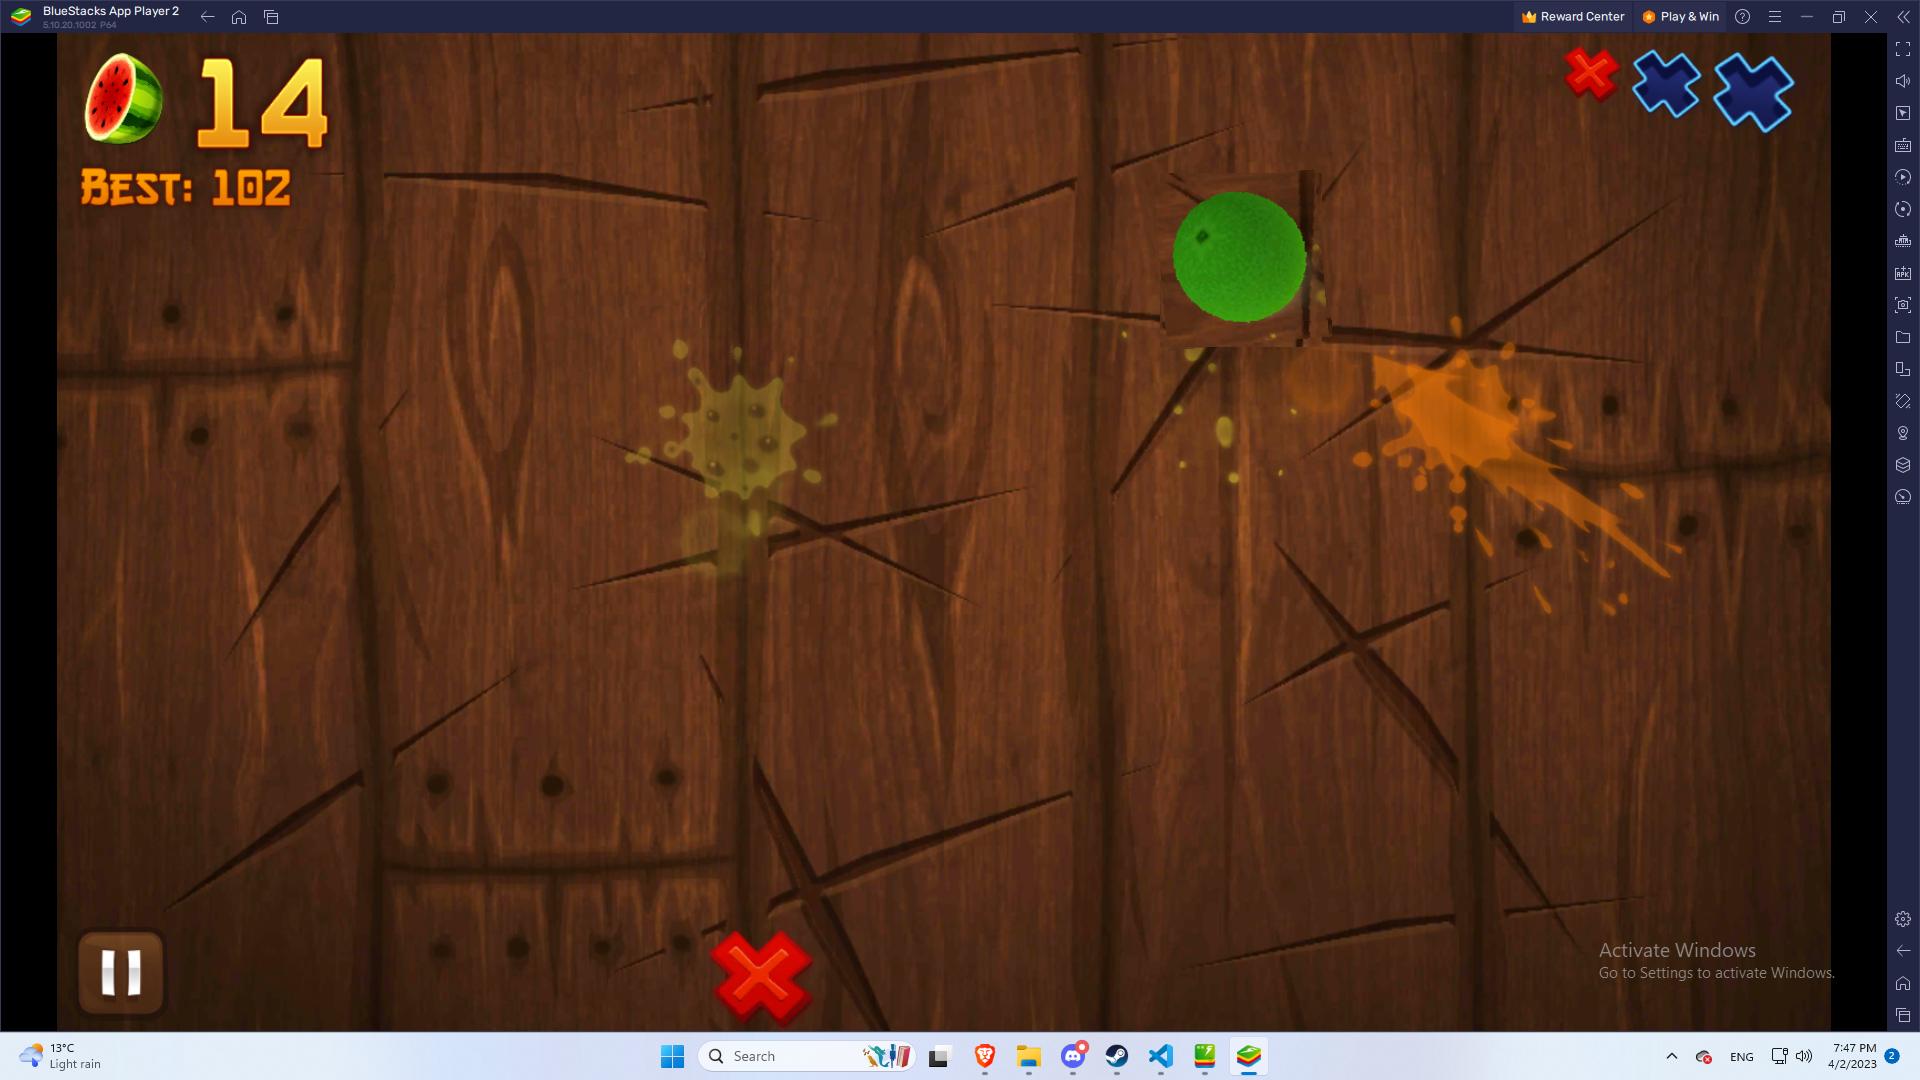 BlueStacks App Player 2
5.10.20.1002 P64
Reward Center
Play & Win
14
BEST: 102
Activate Windows
Go to Settings to activate Windows.
13°C
Light rain
Search
ENG
7:47 PM
4/2/2023
2